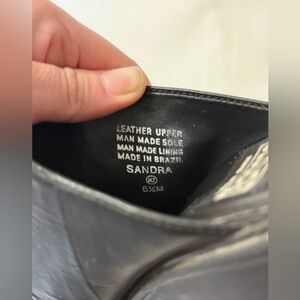 LEATHER UPPER
MAN MADE SOLE
MAN MADE LINING
MADE IN BRAZIL
SANDRA
6½M